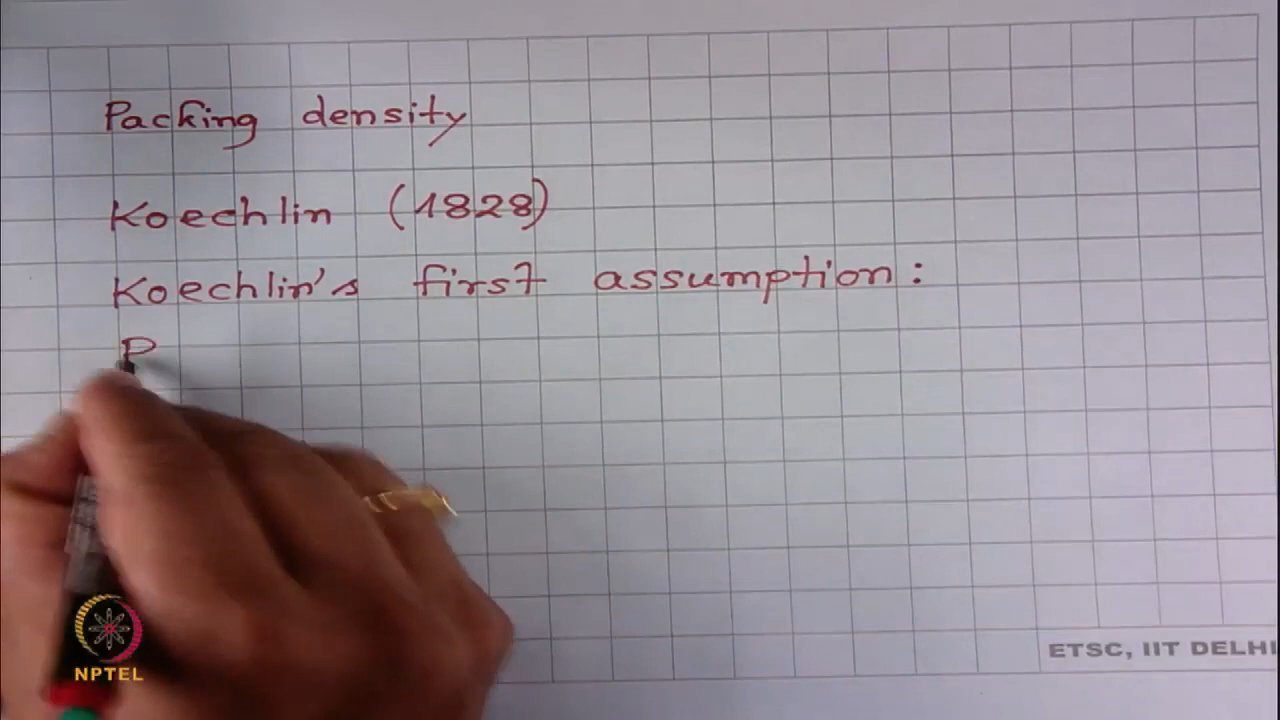 Packing density
Koechlin (1828)
Koechlin's first assumption:
P
NPTEL
ETSC, IIT DELHI